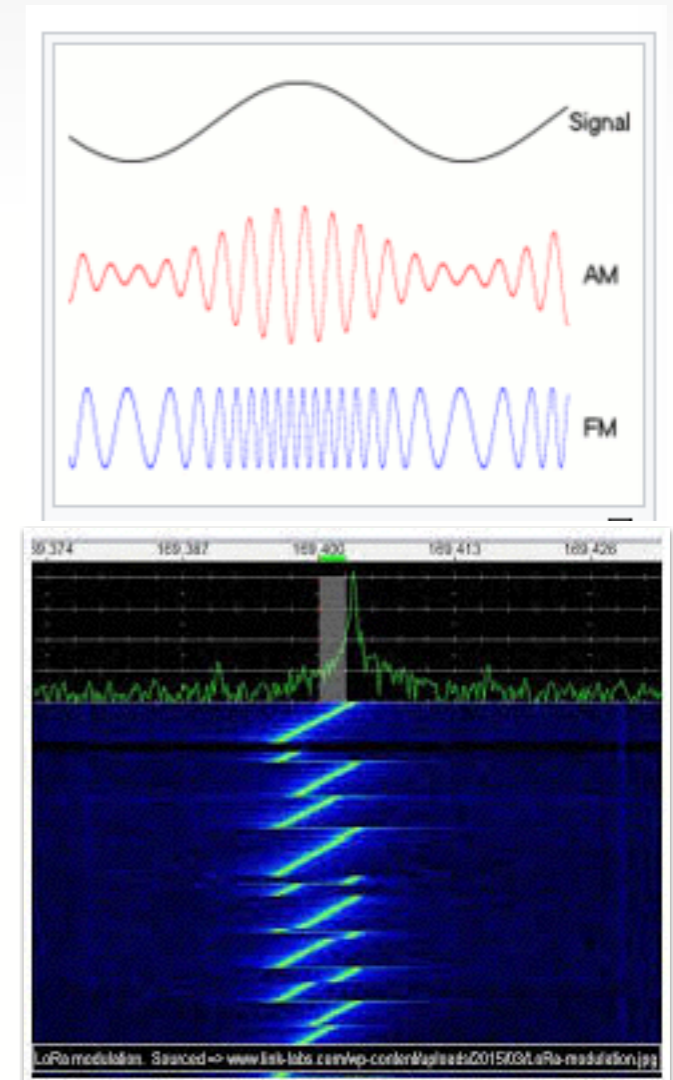 Signal
AM
FM
169.387 169.400 169.413 169.426
LoRa modulation. Sourced => www.link-labs.com/wp-content/uploads/2015/03/LoRa-modulation.jpg